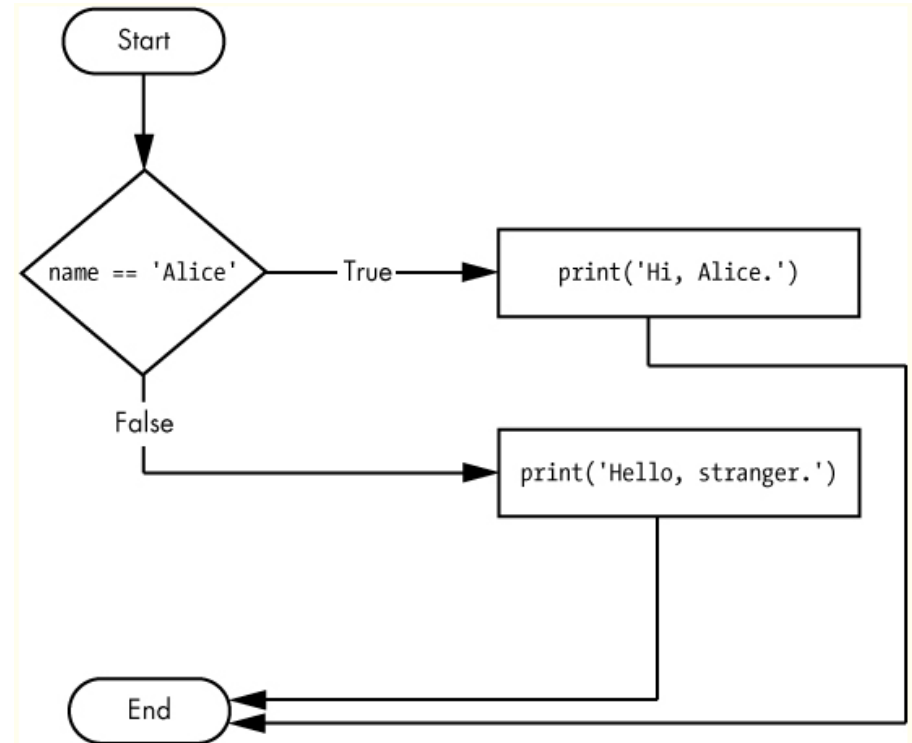 Start
name == 'Alice'
True
print('Hi, Alice.')
False
print('Hello, stranger.')
End